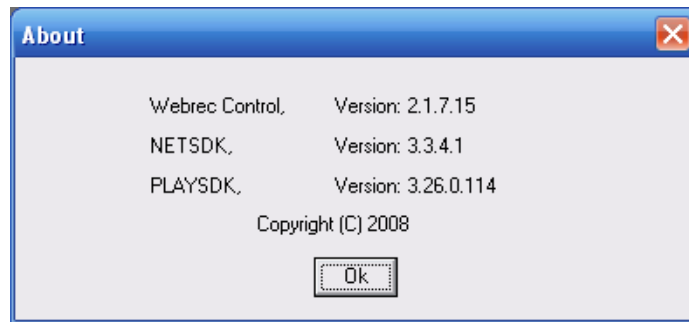 About
Webrec Control, Version: 2.1.7.15
NETSDK, Version: 3.3.4.1
PLAYSDK, Version: 3.26.0.114
Copyright (C) 2008
Ok